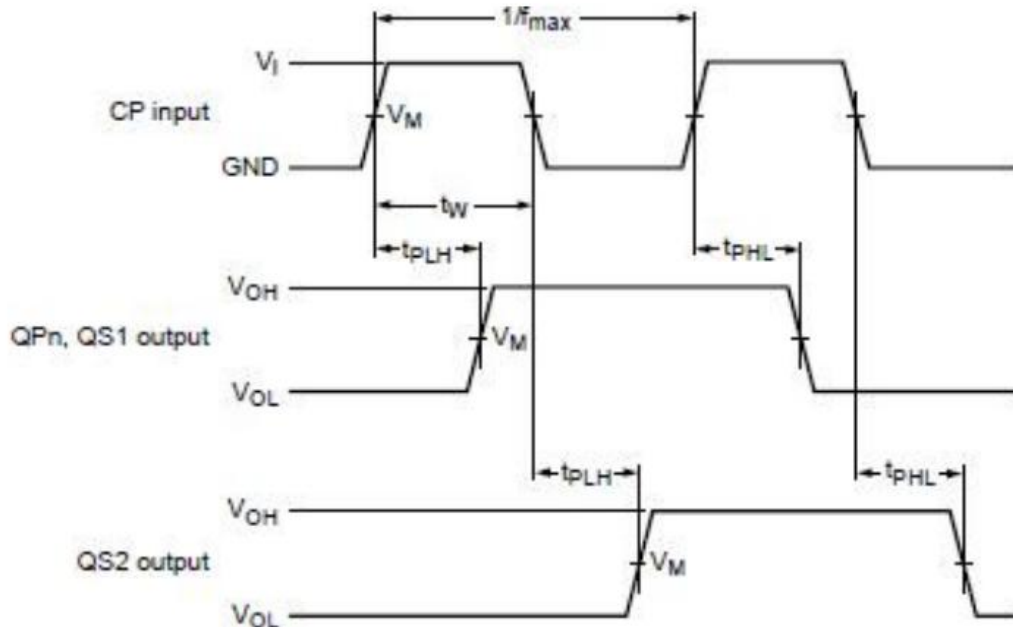 1/fmax
VI
CP input
VM
GND
tW
tPLH
tPHL
VOH
QPn, QS1 output
VM
VOL
tPLH
tPHL
VOH
QS2 output
VM
VOL